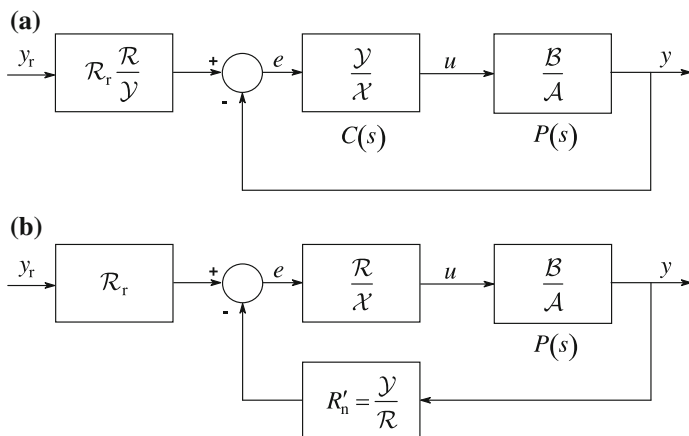 (a)
y_r
ℛ_r ℛ/𝒴
+
-
e
𝒴/𝒳
C(s)
u
ℬ/𝒜
P(s)
y
(b)
y_r
ℛ_r
+
-
e
ℛ/𝒳
u
ℬ/𝒜
P(s)
y
R′_n = 𝒴/ℛ